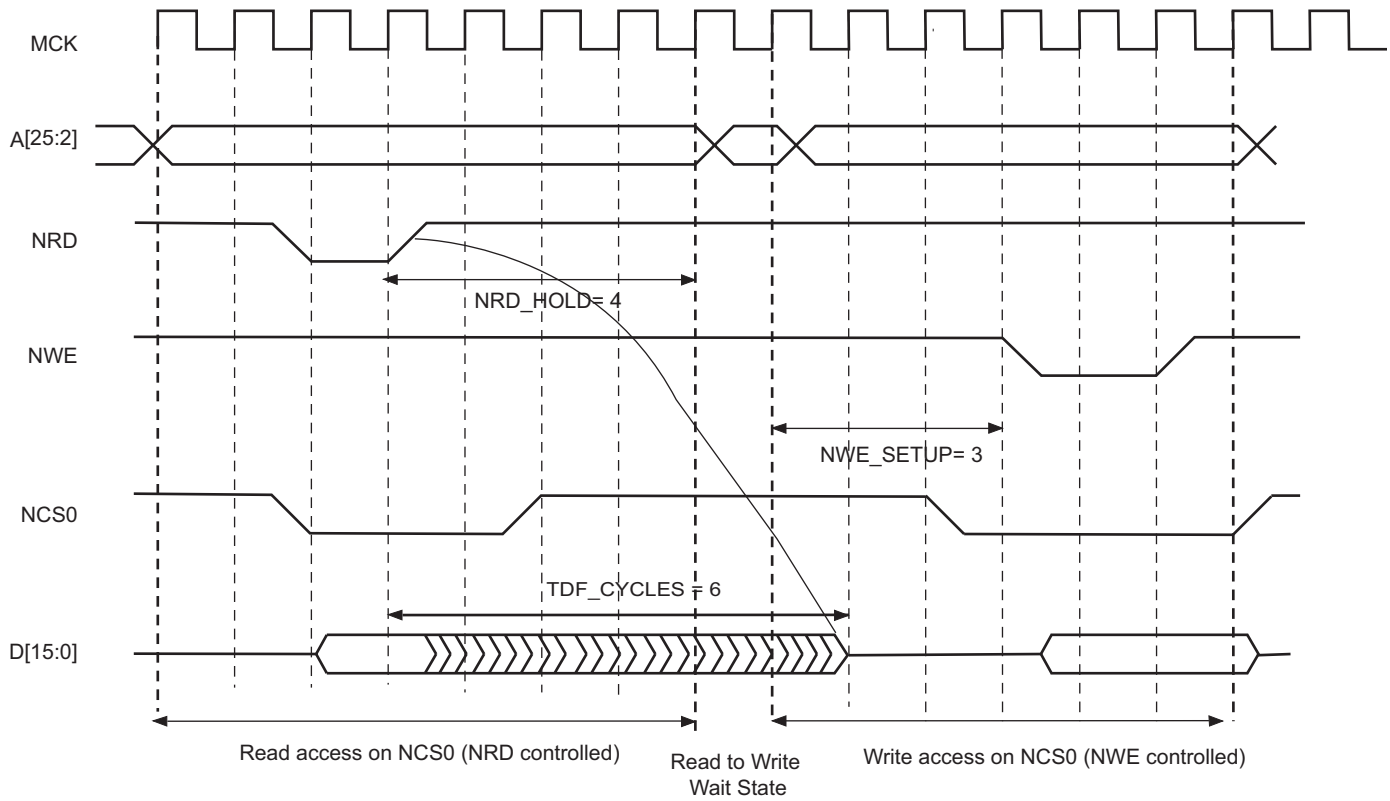 MCK
A[25:2]
NRD
NRD_HOLD= 4
NWE
NWE_SETUP= 3
NCS0
TDF_CYCLES = 6
D[15:0]
Read access on NCS0 (NRD controlled)
Read to Write
Wait State
Write access on NCS0 (NWE controlled)